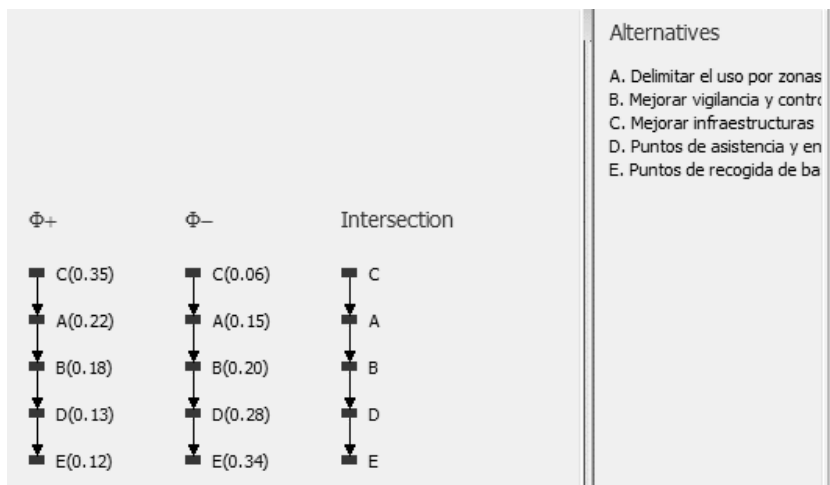 Alternatives
A. Delimitar el uso por zonas
B. Mejorar vigilancia y contro
C. Mejorar infraestructuras
D. Puntos de asistencia y en
E. Puntos de recogida de ba
Φ+ Φ− Intersection
C(0.35) C(0.06) C
A(0.22) A(0.15) A
B(0.18) B(0.20) B
D(0.13) D(0.28) D
E(0.12) E(0.34) E